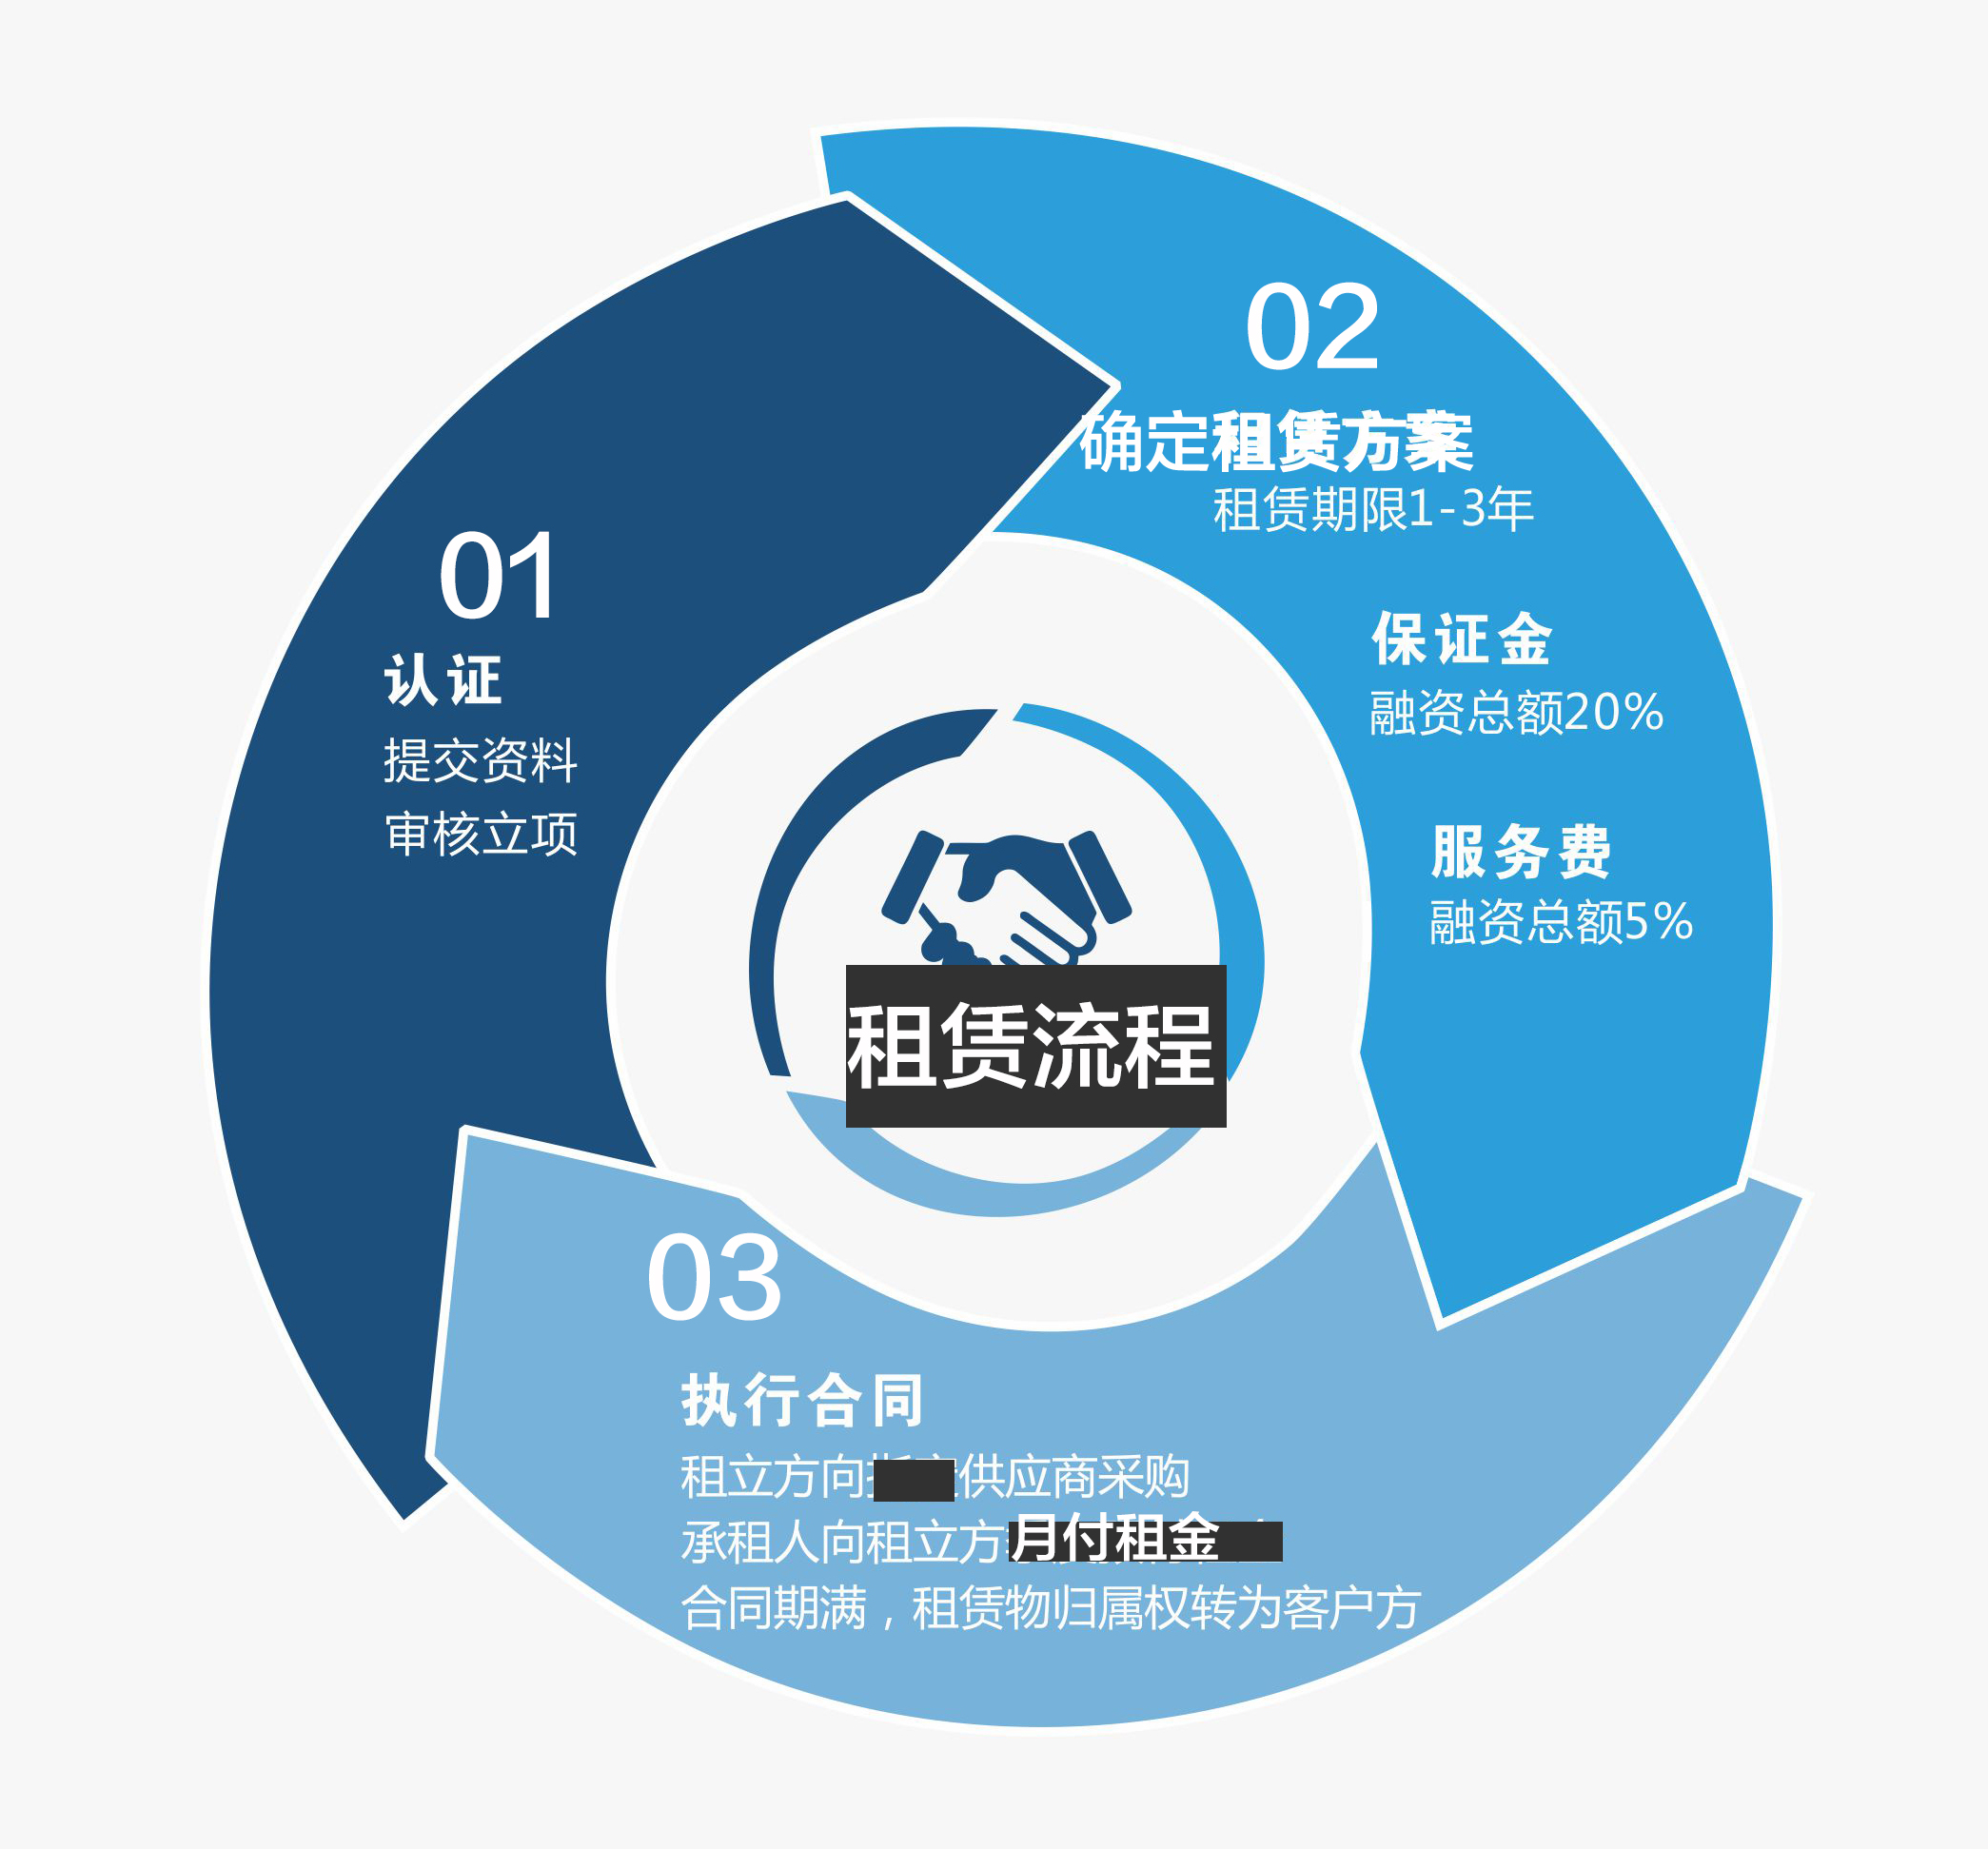 01
认证
提交资料
审核立项
02
确定租赁方案
租赁期限1-3年
保证金
融资总额20%
服务费
融资总额5%
租赁流程
03
执行合同
租立方向 供应商采购
承租人向租立方月付租金
合同期满，租赁物归属权转为客户方